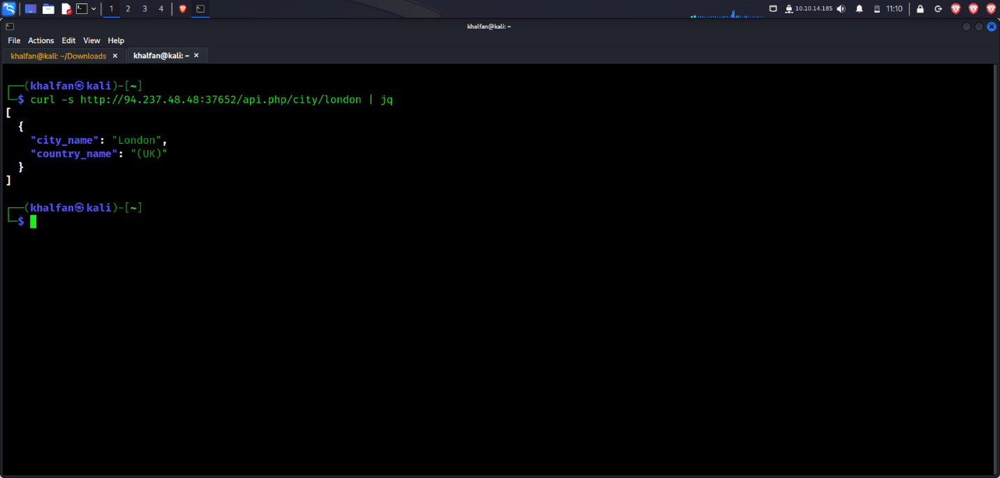 1 2 3 4 10.10.14.185 11:10
khalfan@kali: ~
File Actions Edit View Help
khalfan@kali: ~/Downloads × khalfan@kali: ~ ×
┌──(khalfan㉿kali)-[~]
└─$ curl -s http://94.237.48.48:37652/api.php/city/london | jq
[
  {
    "city_name": "London",
    "country_name": "(UK)"
  }
]
┌──(khalfan㉿kali)-[~]
└─$